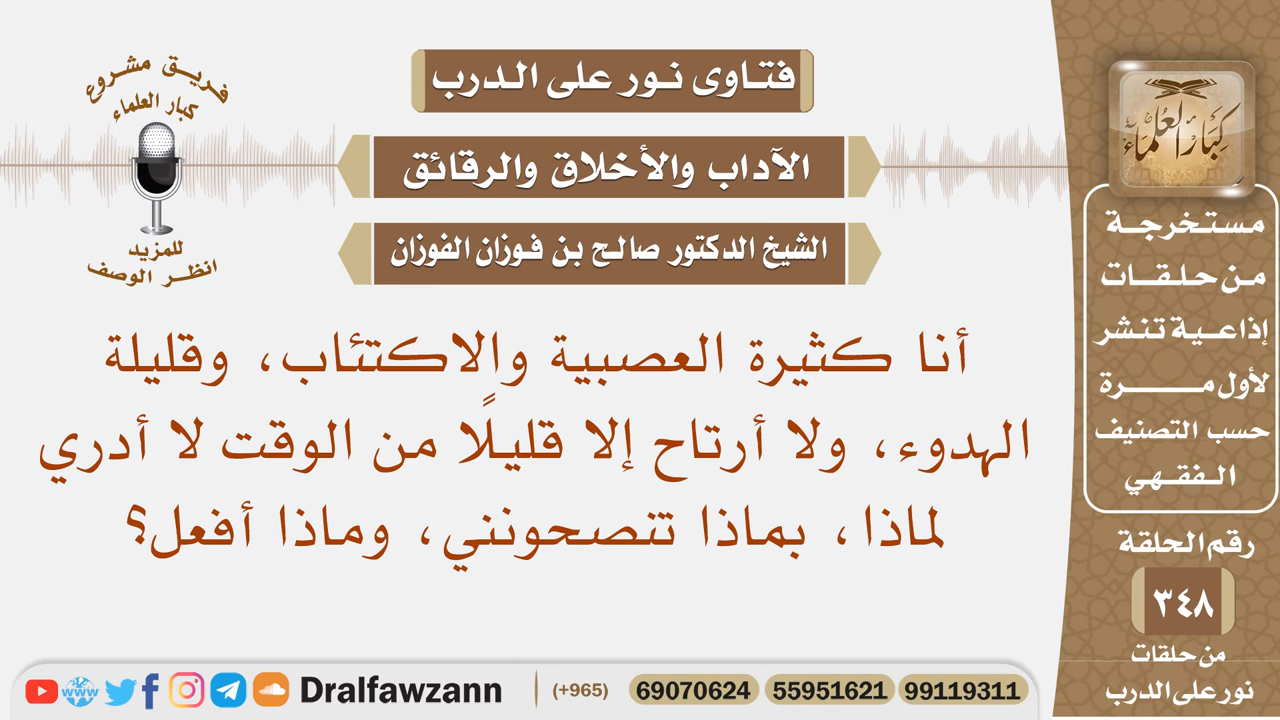 فتاوى نور على الدرب
الآداب والأخلاق والرقائق
الشيخ الدكتور صالح بن فوزان الفوزان
أنا كثيرة العصبية والاكتئاب، وقليلة
الهدوء، ولا أرتاح إلا قليلًا من الوقت لا أدري
لماذا، بماذا تنصحونني، وماذا أفعل؟
كبار العلماء
مستخرجة
من حلقات
إذاعية تنشر
لأول مرة
حسب التصنيف
الفقهي
رقم الحلقة
٣٤٨
من حلقات
نور على الدرب
فريق مشروع
كبار العلماء
للمزيد
انظر الوصف
www
Dralfawzann
(+965)
69070624
55951621
99119311